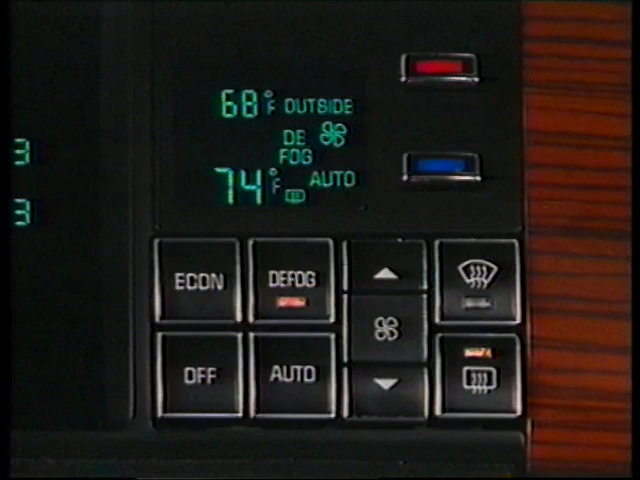 68°F OUTSIDE
3
DE
FOG
74°F AUTO
3
ECON DEFOG
OFF AUTO